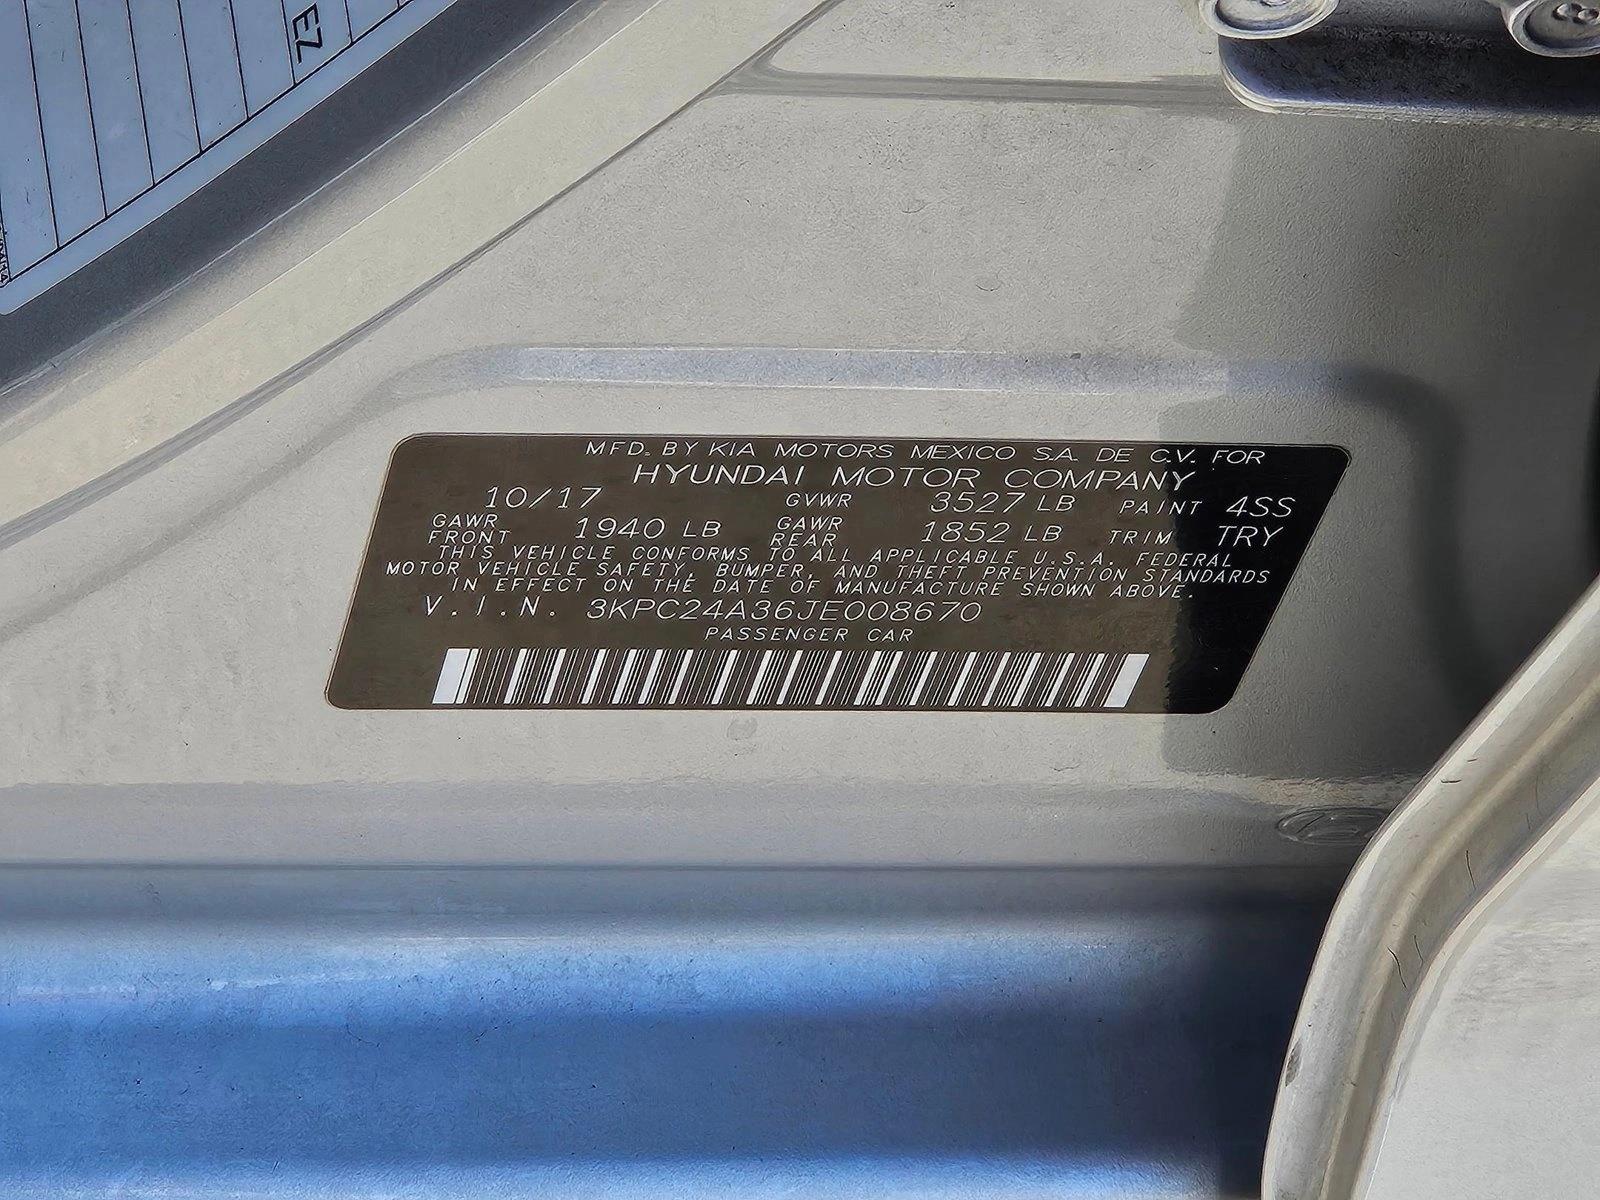 EZ
MFD. BY KIA MOTORS MEXICO S.A. DE C.V. FOR
HYUNDAI MOTOR COMPANY
10/17 GVWR 3527 LB PAINT 4SS
GAWR FRONT 1940 LB GAWR REAR 1852 LB TRIM TRY
THIS VEHICLE CONFORMS TO ALL APPLICABLE U.S.A. FEDERAL
MOTOR VEHICLE SAFETY, BUMPER, AND THEFT PREVENTION STANDARDS
IN EFFECT ON THE DATE OF MANUFACTURE SHOWN ABOVE.
V.I.N. 3KPC24A36JE008670
PASSENGER CAR